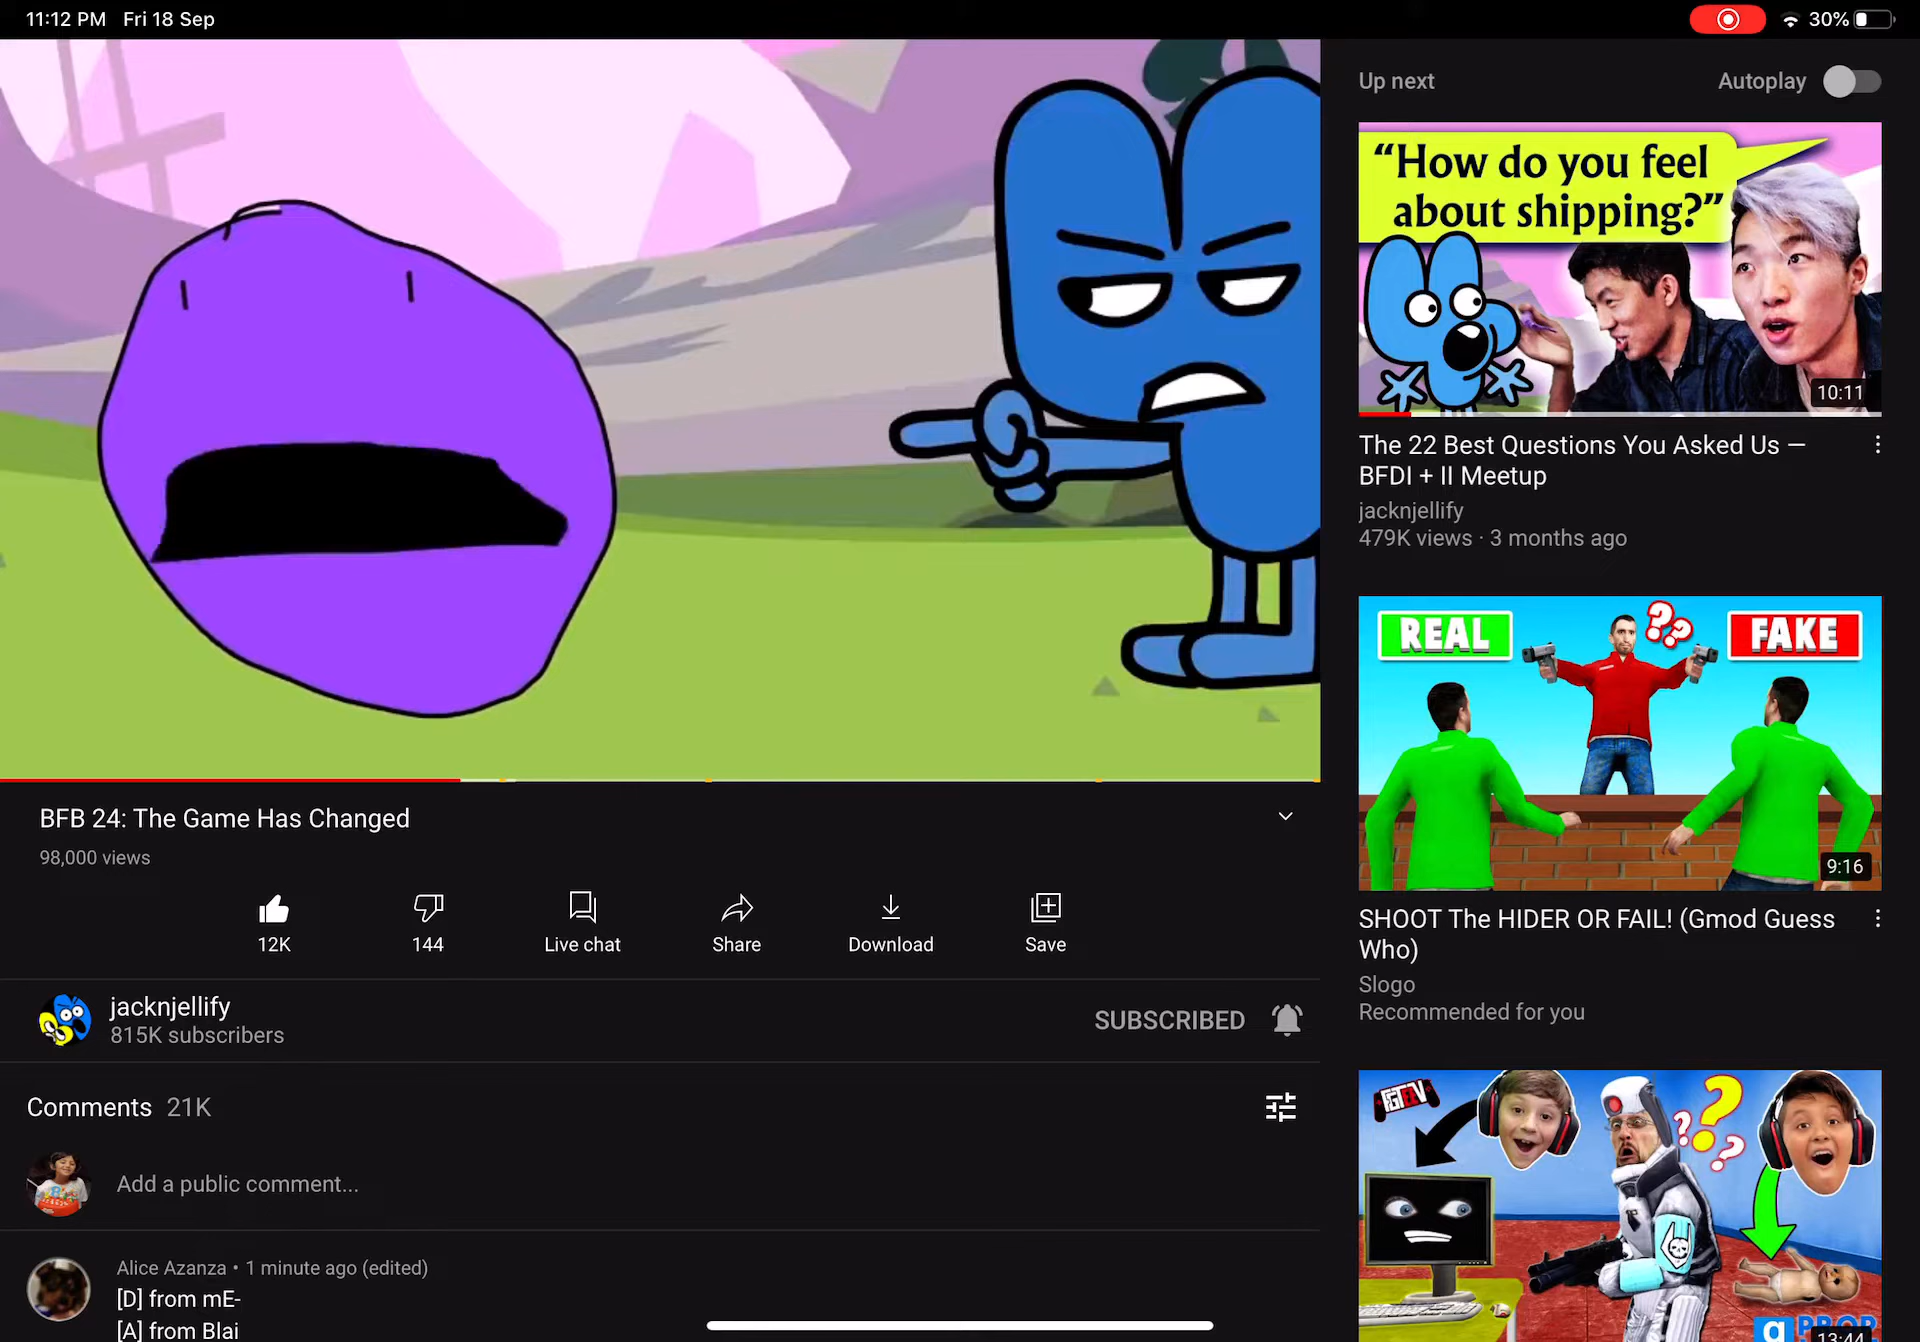 11:12 PM Fri 18 Sep
30%
Up next
Autoplay
“How do you feel
about shipping?”
10:11
The 22 Best Questions You Asked Us —
BFDI + II Meetup
jacknjellify
479K views · 3 months ago
REAL
FAKE
??
9:16
SHOOT The HIDER OR FAIL! (Gmod Guess
Who)
Slogo
Recommended for you
FGTEEV
???
13:44
BFB 24: The Game Has Changed
98,000 views
12K
144
Live chat
Share
Download
Save
jacknjellify
815K subscribers
SUBSCRIBED
Comments 21K
Add a public comment...
Alice Azanza • 1 minute ago (edited)
[D] from mE-
[A] from Blai